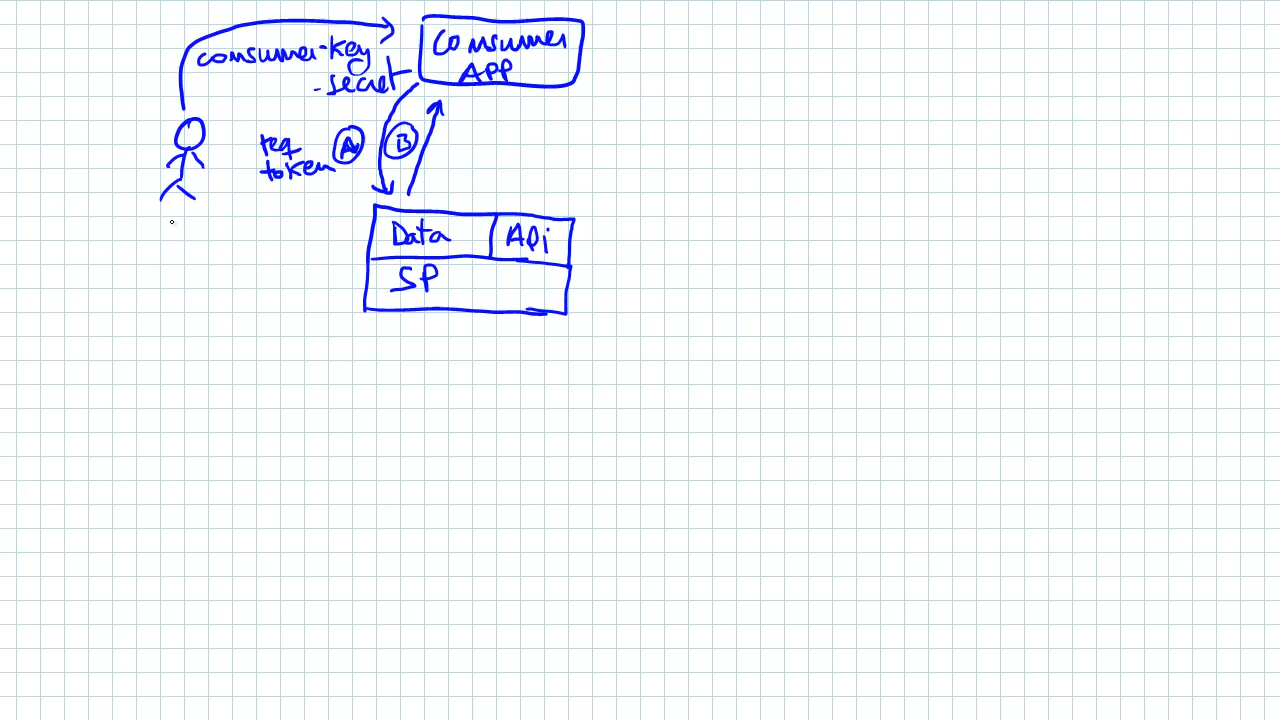 consumer-key
-secret
Consumer
APP
req
token
A
B
Data
Api
SP